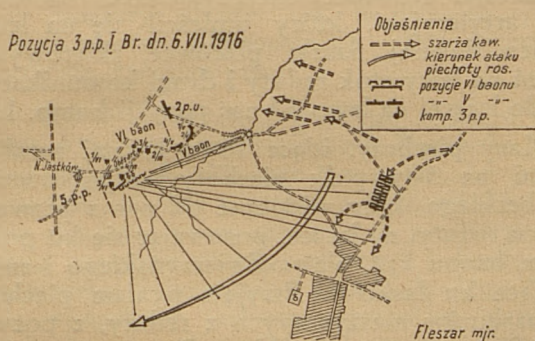 Pozycja 3 p.p. I Br. dn. 6.VII.1916
Objaśnienie
szarża kaw.
kierunek ataku
piechoty ros.
pozycje VI baonu
-"- V -"-
komp. 3 p.p.
2 p.u.
VI baon
V baon
N. Jastków
5 p.p.
Fleszar mjr.